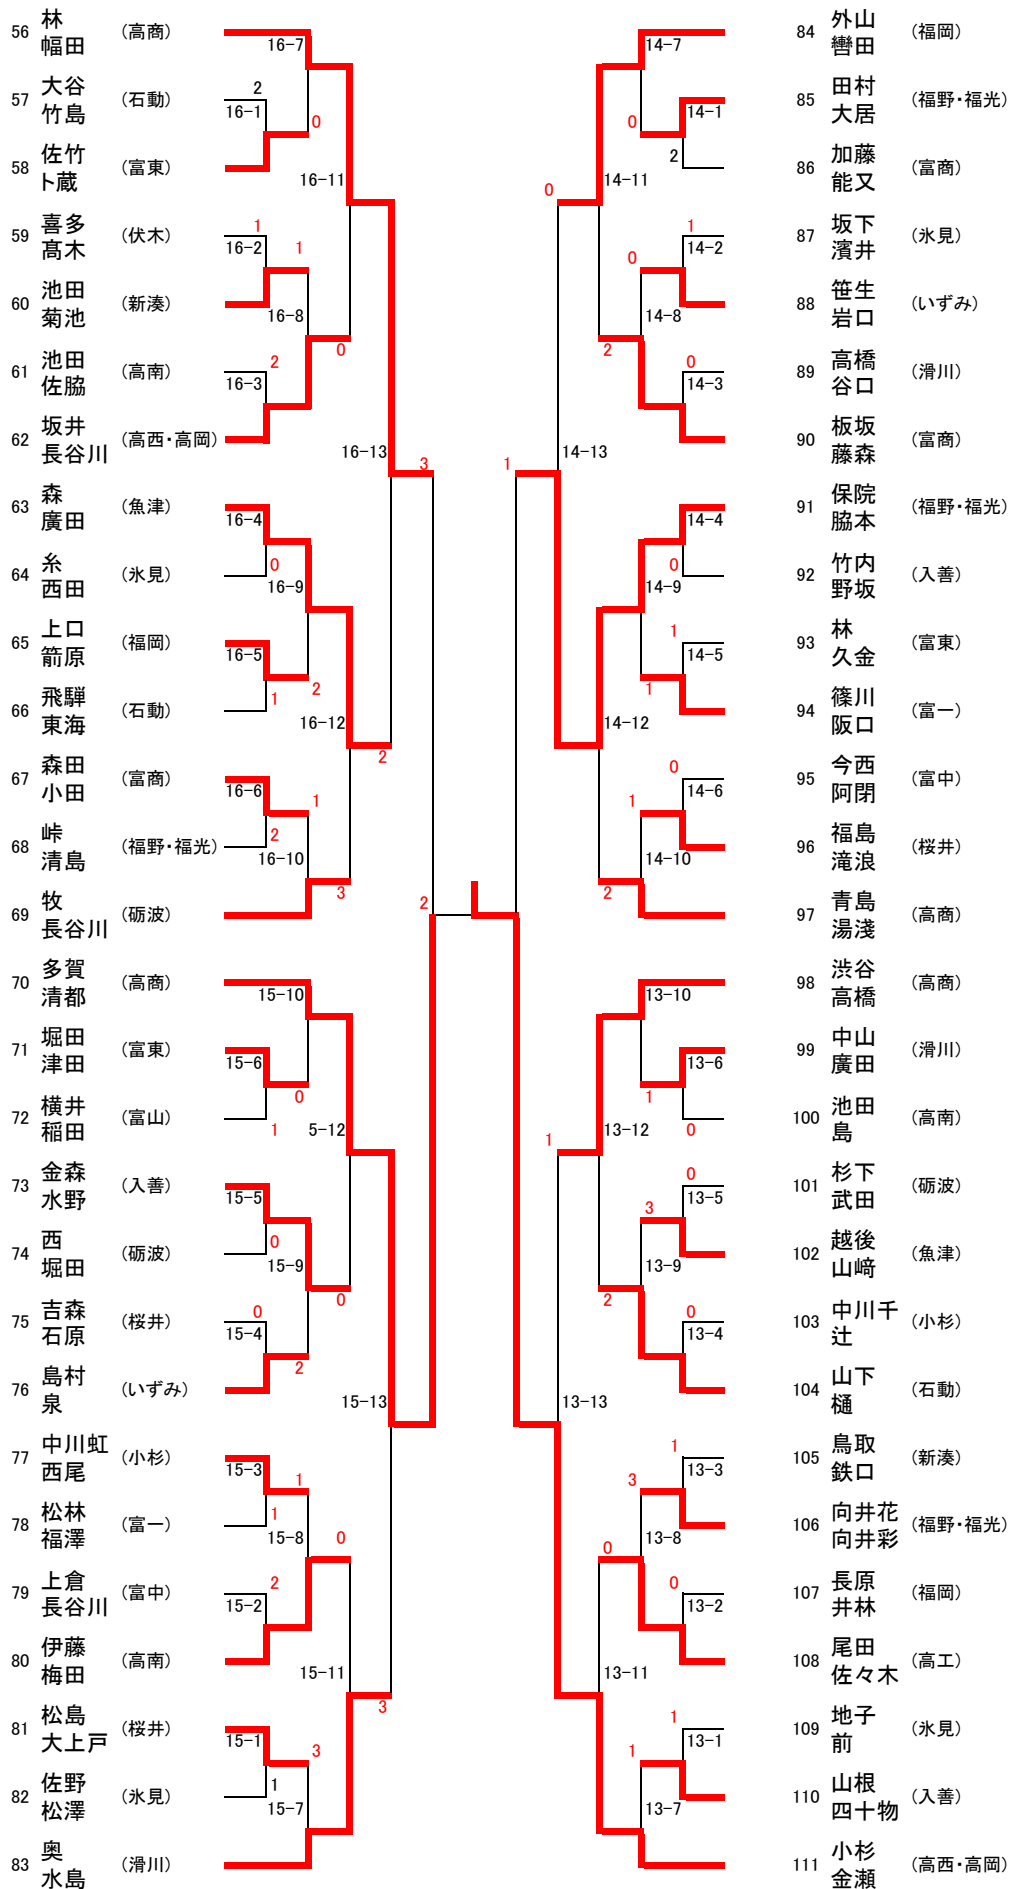 56 林 幅田 (高商)
57 大谷 竹島 (石動)
58 佐竹 卜蔵 (富東)
59 喜多 髙木 (伏木)
60 池田 菊池 (新湊)
61 池田 佐脇 (高南)
62 坂井 長谷川 (高西・高岡)
63 森 廣田 (魚津)
64 糸 西田 (氷見)
65 上口 箭原 (福岡)
66 飛騨 東海 (石動)
67 森田 小田 (富商)
68 峠 清島 (福野・福光)
69 牧 長谷川 (砺波)
70 多賀 清都 (高商)
71 堀田 津田 (富東)
72 横井 稲田 (富山)
73 金森 水野 (入善)
74 西 堀田 (砺波)
75 吉森 石原 (桜井)
76 島村 泉 (いずみ)
77 中川虹 西尾 (小杉)
78 松林 福澤 (富一)
79 上倉 長谷川 (富中)
80 伊藤 梅田 (高南)
81 松島 大上戸 (桜井)
82 佐野 松澤 (氷見)
83 奥 水島 (滑川)
16-7
2
16-1
0
16-11
1
16-2
1
16-8
0
2
16-3
16-13
3
16-4
0
16-9
16-5
1
2
16-12
2
16-6
1
2
16-10
3
2
15-10
15-6
0
1
5-12
15-5
0
15-9
0
0
15-4
2
15-13
15-3
1
1
15-8
0
2
15-2
15-11
3
15-1
3
1
15-7
84 外山 轡田 (福岡)
85 田村 大居 (福野・福光)
86 加藤 能又 (富商)
87 坂下 濱井 (氷見)
88 笹生 岩口 (いずみ)
89 高橋 谷口 (滑川)
90 板坂 藤森 (富商)
91 保院 脇本 (福野・福光)
92 竹内 野坂 (入善)
93 林 久金 (富東)
94 篠川 阪口 (富一)
95 今西 阿閉 (富中)
96 福島 滝浪 (桜井)
97 青島 湯淺 (高商)
98 渋谷 高橋 (高商)
99 中山 廣田 (滑川)
100 池田 島 (高南)
101 杉下 武田 (砺波)
102 越後 山﨑 (魚津)
103 中川千 辻 (小杉)
104 山下 樋 (石動)
105 鳥取 鉄口 (新湊)
106 向井花 向井彩 (福野・福光)
107 長原 井林 (福岡)
108 尾田 佐々木 (高工)
109 地子 前 (氷見)
110 山根 四十物 (入善)
111 小杉 金瀬 (高西・高岡)
14-7
14-1
0
2
14-11
0
1
14-2
0
14-8
2
0
14-3
14-13
1
14-4
0
14-9
1
14-5
1
14-12
0
14-6
1
14-10
2
13-10
13-6
1
0
13-12
1
0
13-5
3
13-9
2
0
13-4
13-13
1
13-3
3
13-8
0
0
13-2
13-11
1
13-1
1
13-7